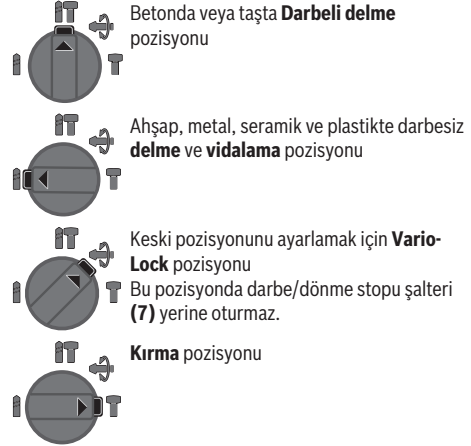 Betonda veya taşta Darbeli delme
pozisyonu
Ahşap, metal, seramik ve plastikte darbesiz
delme ve vidalama pozisyonu
Keski pozisyonunu ayarlamak için Vario-
Lock pozisyonu
Bu pozisyonda darbe/dönme stopu şalteri
(7) yerine oturmaz.
Kırma pozisyonu